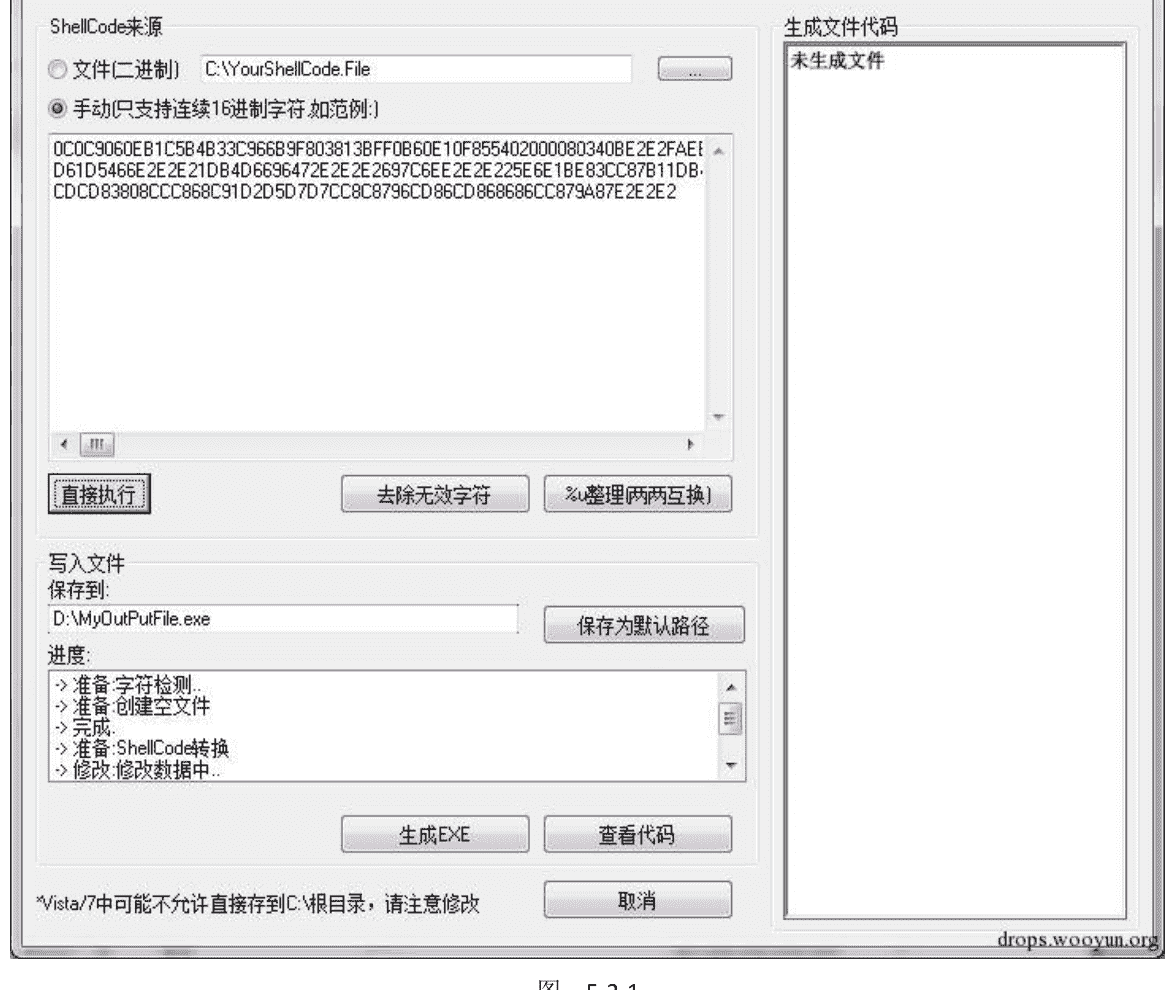 ShellCode来源
文件(二进制) C:\YourShellCode.File ...
手动(只支持连续16进制字符,如范例:)
0C0C9060EB1C5B4B33C966B9F803813BFF0B60E10F855402000080340BE2E2FAEE
D61D5466E2E2E21DB4D6696472E2E2E2697C6EE2E2E225E6E1BE83CC87B11DB
CDCD83808CCC868C91D2D5D7D7CC8C8796CD86CD868686CC879A87E2E2E2
直接执行 去除无效字符 %u整理(两两互换)
写入文件
保存到:
D:\MyOutPutFile.exe 保存为默认路径
进度:
-> 准备:字符检测..
-> 准备:创建空文件
-> 完成.
-> 准备:ShellCode转换
-> 修改:修改数据中..
生成EXE 查看代码
*Vista/7中可能不允许直接存到C:\根目录，请注意修改 取消
生成文件代码
未生成文件
drops.wooyun.org
图 5.2.1